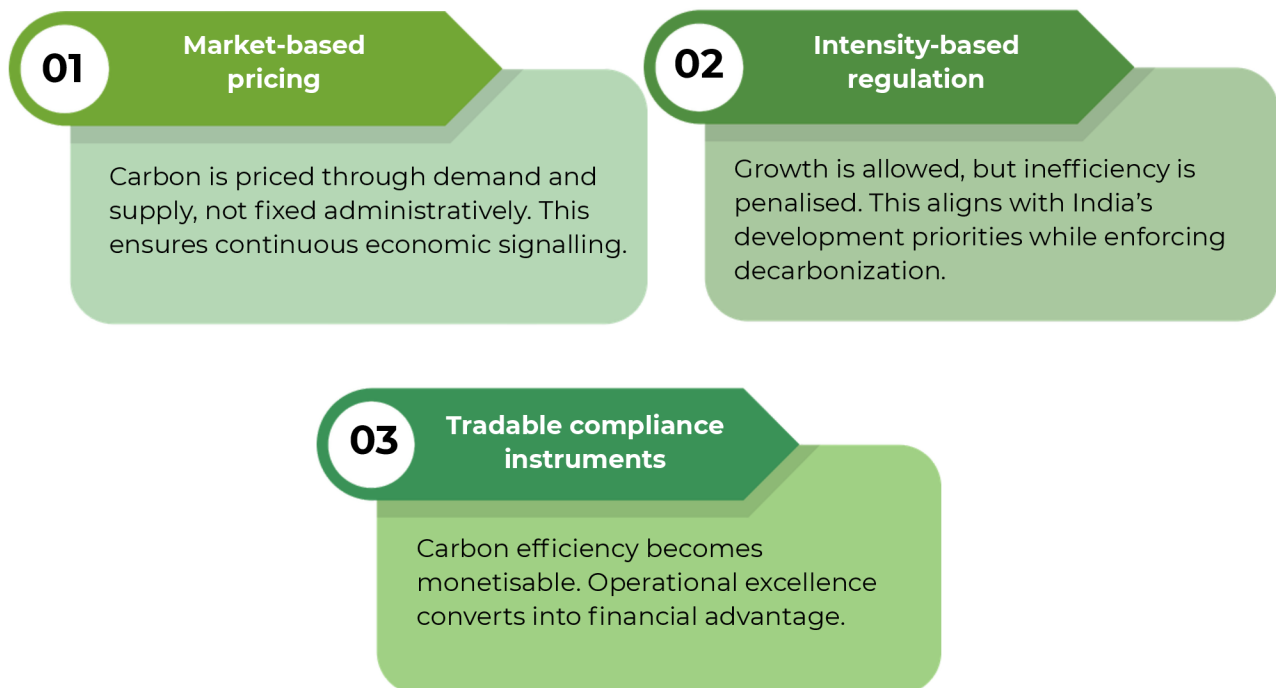 01
Market-based
pricing
Carbon is priced through demand and
supply, not fixed administratively. This
ensures continuous economic signalling.
02
Intensity-based
regulation
Growth is allowed, but inefficiency is
penalised. This aligns with India’s
development priorities while enforcing
decarbonization.
03
Tradable compliance
instruments
Carbon efficiency becomes
monetisable. Operational excellence
converts into financial advantage.